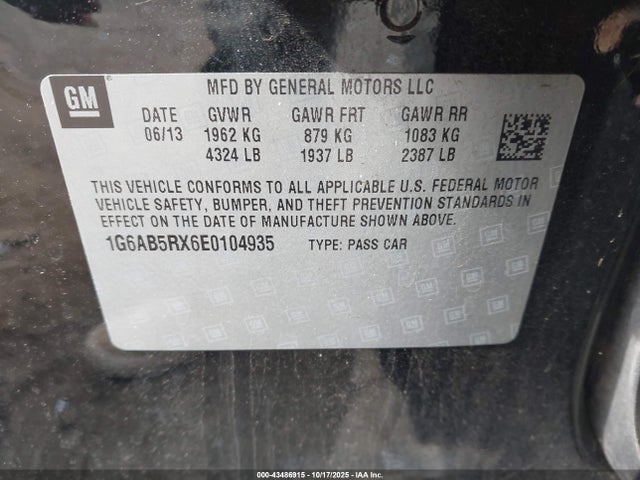 GM
MFD BY GENERAL MOTORS LLC
DATE GVWR GAWR FRT GAWR RR
06/13 1962 KG 879 KG 1083 KG
4324 LB 1937 LB 2387 LB
THIS VEHICLE CONFORMS TO ALL APPLICABLE U.S. FEDERAL MOTOR
VEHICLE SAFETY, BUMPER, AND THEFT PREVENTION STANDARDS IN
EFFECT ON THE DATE OF MANUFACTURE SHOWN ABOVE.
1G6AB5RX6E0104935 TYPE: PASS CAR
000-43486915 - 10/17/2025 - IAA Inc.